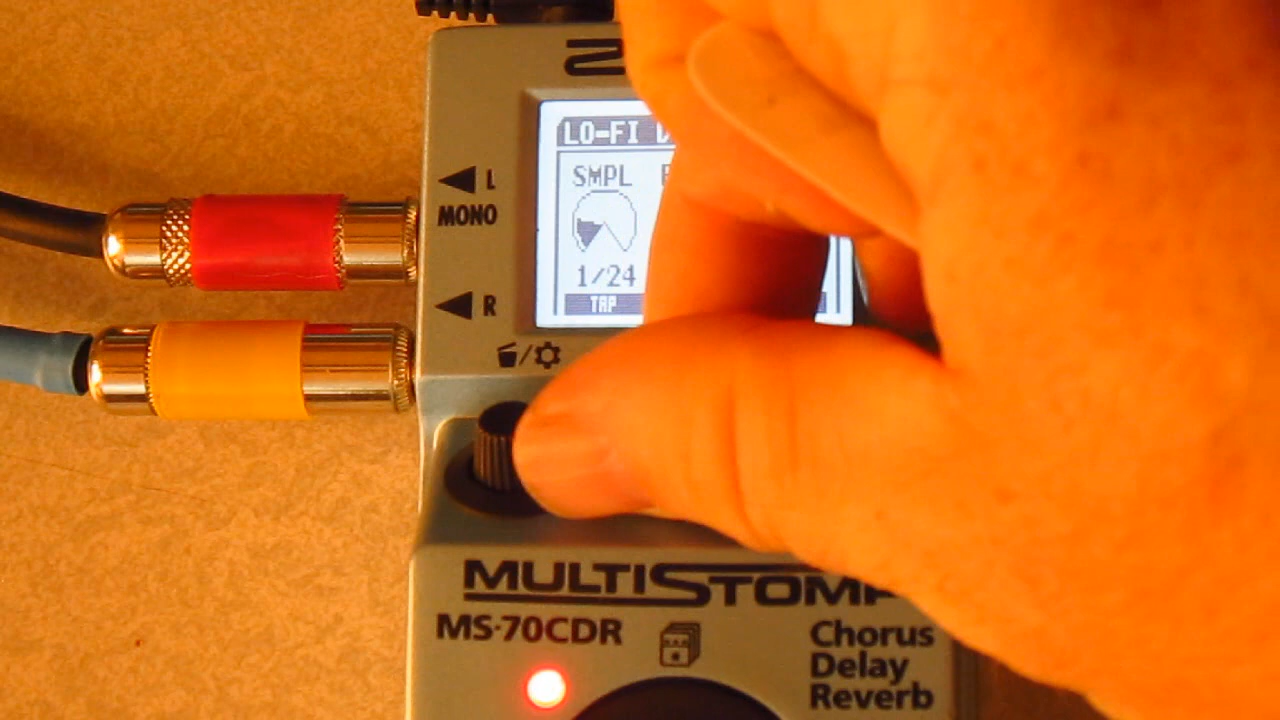 LO-FI
SMPL
1/24
TAP
L
MONO
R
MULTISTOMP
MS-70CDR
Chorus
Delay
Reverb